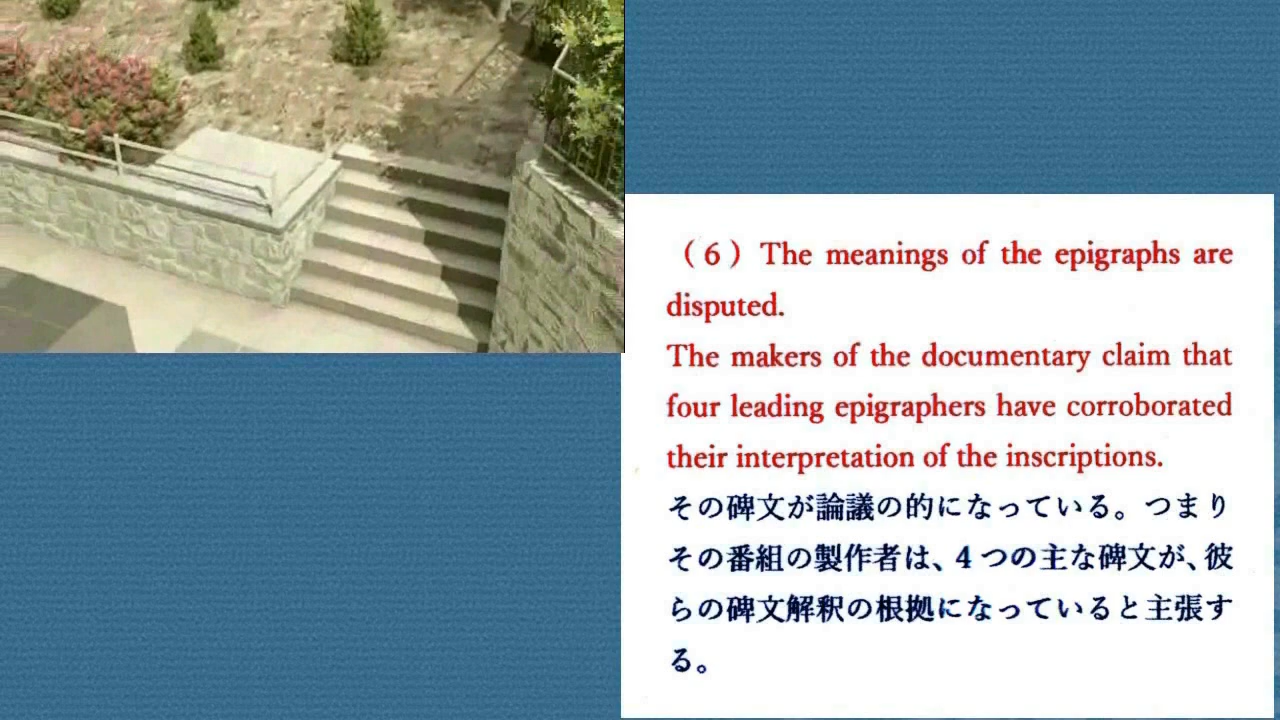 （6）The meanings of the epigraphs are
disputed.
The makers of the documentary claim that
four leading epigraphers have corroborated
their interpretation of the inscriptions.
その碑文が論議の的になっている。つまり
その番組の製作者は、4つの主な碑文が、彼
らの碑文解釈の根拠になっていると主張す
る。